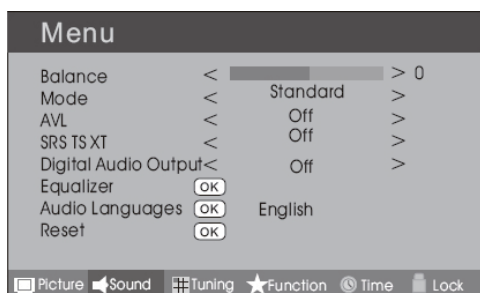 Menu
Balance < > 0
Mode < Standard >
AVL < Off >
SRS TS XT < Off
Digital Audio Output < Off >
Equalizer OK
Audio Languages OK English
Reset OK
Picture Sound Tuning Function Time Lock